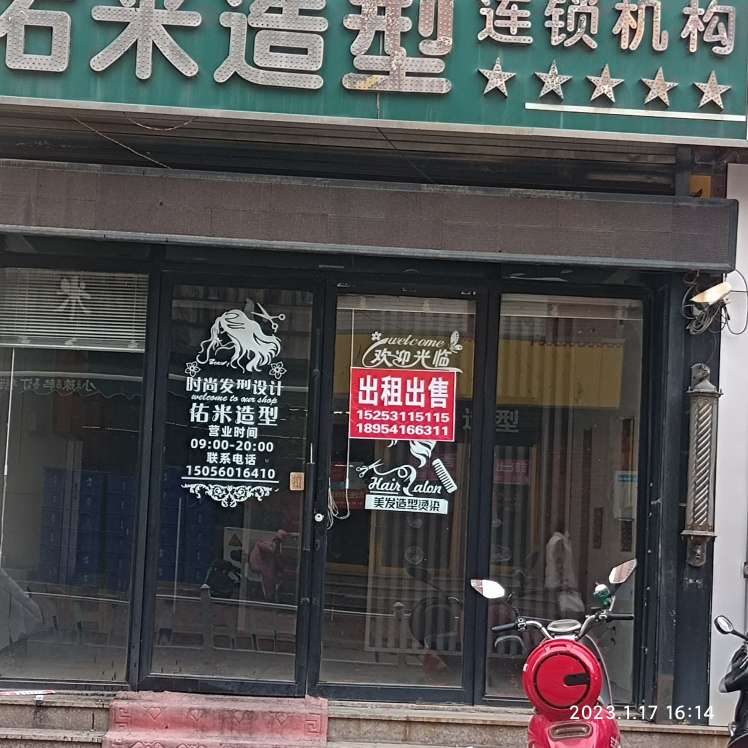 佑米造型
连锁机构
时尚发型设计
welcome to our shop
佑米造型
营业时间
09:00-20:00
联系电话
15056016410
welcome
欢迎光临
出租出售
15253115115
18954166311
Hair Salon
美发造型烫染
2023.1.17 16:14